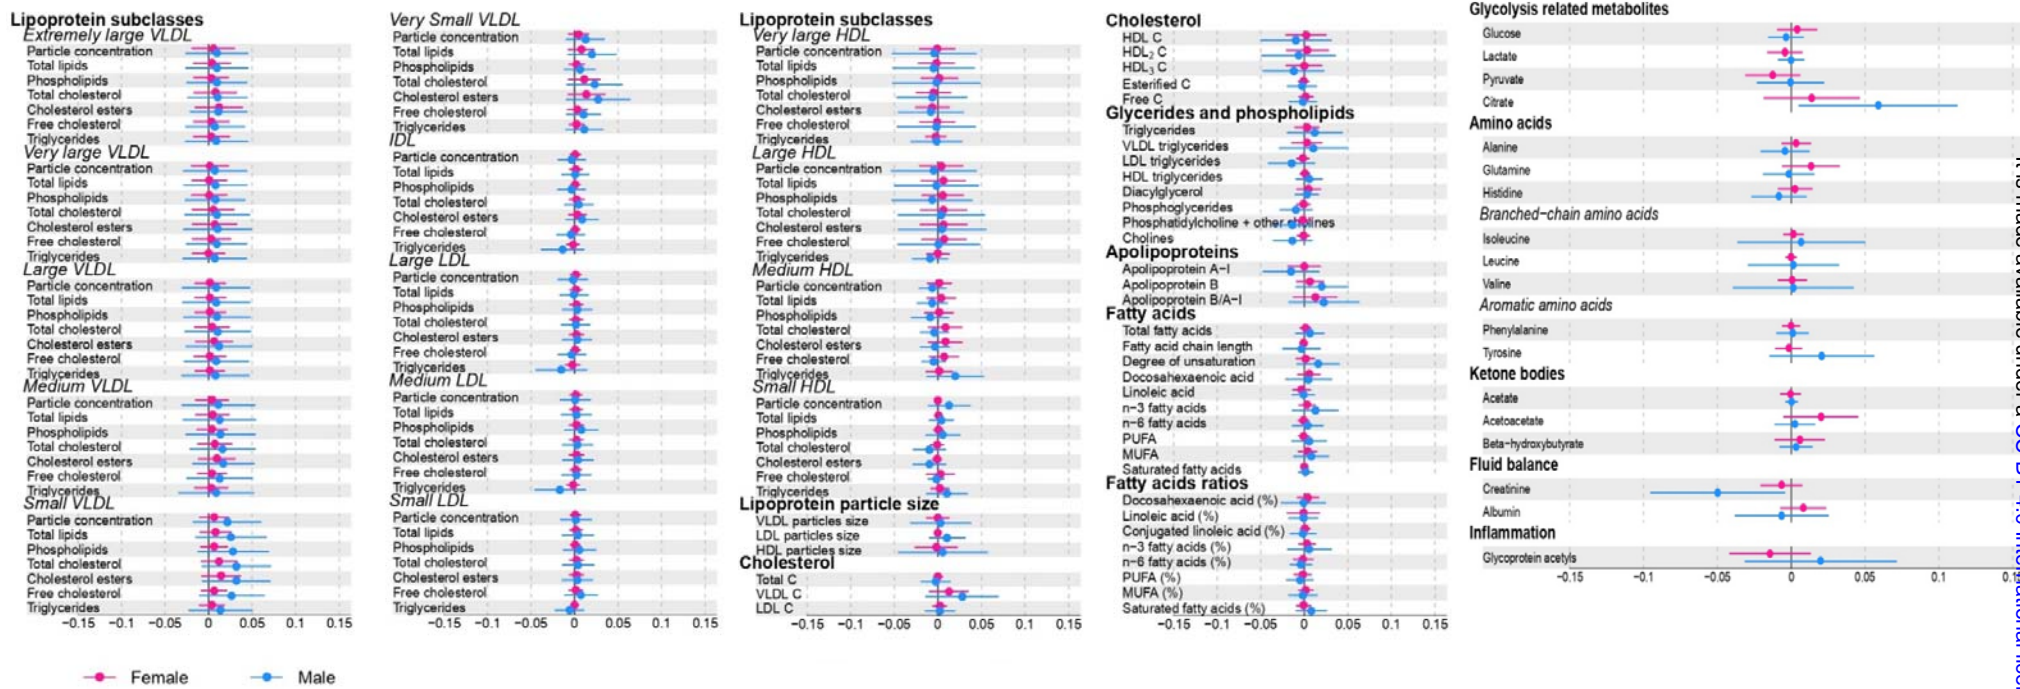 Lipoprotein subclasses
Extremely large VLDL
Particle concentration
Total lipids
Phospholipids
Total cholesterol
Cholesterol esters
Free cholesterol
Triglycerides
Very large VLDL
Particle concentration
Total lipids
Phospholipids
Total cholesterol
Cholesterol esters
Free cholesterol
Triglycerides
Large VLDL
Particle concentration
Total lipids
Phospholipids
Total cholesterol
Cholesterol esters
Free cholesterol
Triglycerides
Medium VLDL
Particle concentration
Total lipids
Phospholipids
Total cholesterol
Cholesterol esters
Free cholesterol
Triglycerides
Small VLDL
Particle concentration
Total lipids
Phospholipids
Total cholesterol
Cholesterol esters
Free cholesterol
Triglycerides
−0.15 −0.1 −0.05 0 0.05 0.1 0.15
Very Small VLDL
Particle concentration
Total lipids
Phospholipids
Total cholesterol
Cholesterol esters
Free cholesterol
Triglycerides
IDL
Particle concentration
Total lipids
Phospholipids
Total cholesterol
Cholesterol esters
Free cholesterol
Triglycerides
Large LDL
Particle concentration
Total lipids
Phospholipids
Total cholesterol
Cholesterol esters
Free cholesterol
Triglycerides
Medium LDL
Particle concentration
Total lipids
Phospholipids
Total cholesterol
Cholesterol esters
Free cholesterol
Triglycerides
Small LDL
Particle concentration
Total lipids
Phospholipids
Total cholesterol
Cholesterol esters
Free cholesterol
Triglycerides
−0.15 −0.1 −0.05 0 0.05 0.1 0.15
Lipoprotein subclasses
Very large HDL
Particle concentration
Total lipids
Phospholipids
Total cholesterol
Cholesterol esters
Free cholesterol
Triglycerides
Large HDL
Particle concentration
Total lipids
Phospholipids
Total cholesterol
Cholesterol esters
Free cholesterol
Triglycerides
Medium HDL
Particle concentration
Total lipids
Phospholipids
Total cholesterol
Cholesterol esters
Free cholesterol
Triglycerides
Small HDL
Particle concentration
Total lipids
Phospholipids
Total cholesterol
Cholesterol esters
Free cholesterol
Triglycerides
Lipoprotein particle size
VLDL particles size
LDL particles size
HDL particles size
Cholesterol
Total C
VLDL C
LDL C
−0.15 −0.1 −0.05 0 0.05 0.1 0.15
Cholesterol
HDL C
HDL₂ C
HDL₃ C
Esterified C
Free C
Glycerides and phospholipids
Triglycerides
VLDL triglycerides
LDL triglycerides
HDL triglycerides
Diacylglycerol
Phosphoglycerides
Phosphatidylcholine + other cholines
Cholines
Apolipoproteins
Apolipoprotein A−I
Apolipoprotein B
Apolipoprotein B/A−I
Fatty acids
Total fatty acids
Fatty acid chain length
Degree of unsaturation
Docosahexaenoic acid
Linoleic acid
n−3 fatty acids
n−6 fatty acids
PUFA
MUFA
Saturated fatty acids
Fatty acids ratios
Docosahexaenoic acid (%)
Linoleic acid (%)
Conjugated linoleic acid (%)
n−3 fatty acids (%)
n−6 fatty acids (%)
PUFA (%)
MUFA (%)
Saturated fatty acids (%)
−0.15 −0.1 −0.05 0 0.05 0.1 0.15
Glycolysis related metabolites
Glucose
Lactate
Pyruvate
Citrate
Amino acids
Alanine
Glutamine
Histidine
Branched−chain amino acids
Isoleucine
Leucine
Valine
Aromatic amino acids
Phenylalanine
Tyrosine
Ketone bodies
Acetate
Acetoacetate
Beta−hydroxybutyrate
Fluid balance
Creatinine
Albumin
Inflammation
Glycoprotein acetyls
−0.15 −0.1 −0.05 0 0.05 0.1
Female Male